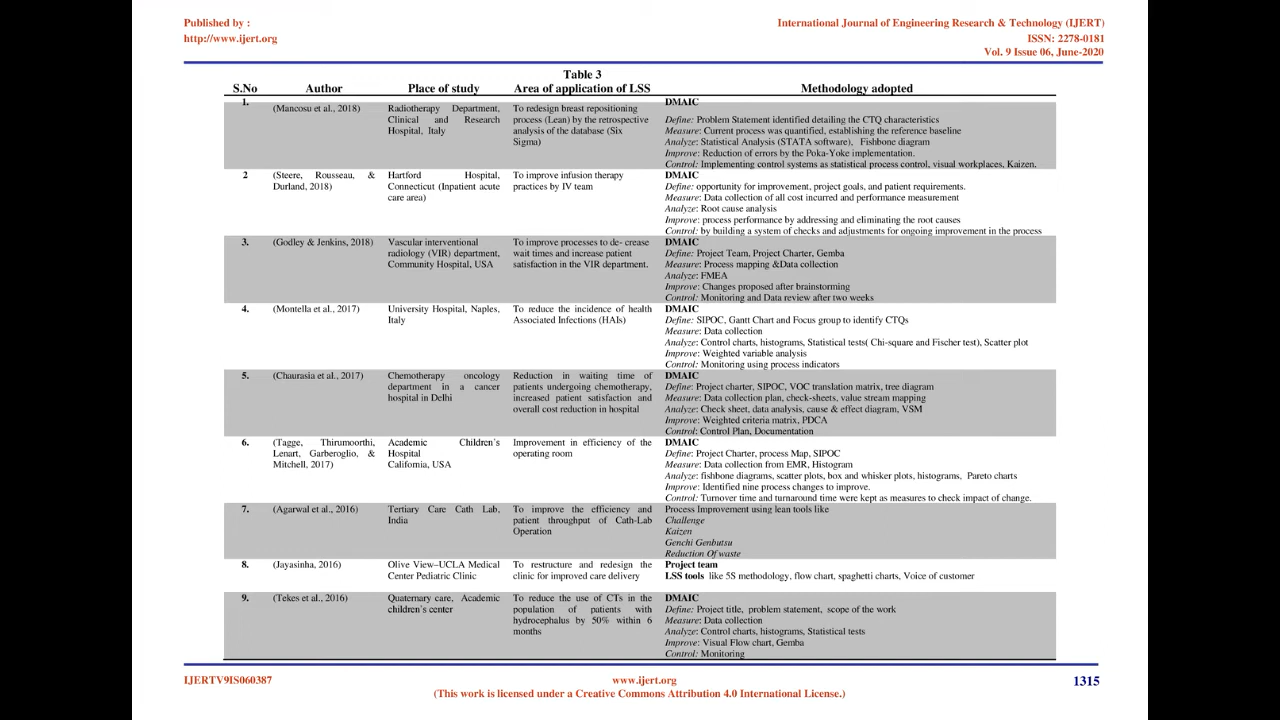 Published by :
http://www.ijert.org
International Journal of Engineering Research & Technology (IJERT)
ISSN: 2278-0181
Vol. 9 Issue 06, June-2020
Table 3
S.No Author Place of study Area of application of LSS Methodology adopted
1. (Mancosu et al., 2018) Radiotherapy Department, To redesign breast repositioning DMAIC
Clinical and Research process (Lean) by the retrospective Define: Problem Statement identified detailing the CTQ characteristics
Hospital, Italy analysis of the database (Six Measure: Current process was quantified, establishing the reference baseline
Sigma) Analyze: Statistical Analysis (STATA software), Fishbone diagram
Improve: Reduction of errors by the Poka-Yoke implementation.
Control: Implementing control systems as statistical process control, visual workplaces, Kaizen.
2 (Steere, Rousseau, & Hartford Hospital, To improve infusion therapy DMAIC
Durland, 2018) Connecticut (Inpatient acute practices by IV team Define: opportunity for improvement, project goals, and patient requirements.
care area) Measure: Data collection of all cost incurred and performance measurement
Analyze: Root cause analysis
Improve: process performance by addressing and eliminating the root causes
Control: by building a system of checks and adjustments for ongoing improvement in the process
3. (Godley & Jenkins, 2018) Vascular interventional To improve processes to de- crease DMAIC
radiology (VIR) department, wait times and increase patient Define: Project Team, Project Charter, Gemba
Community Hospital, USA satisfaction in the VIR department. Measure: Process mapping &Data collection
Analyze: FMEA
Improve: Changes proposed after brainstorming
Control: Monitoring and Data review after two weeks
4. (Montella et al., 2017) University Hospital, Naples, To reduce the incidence of health DMAIC
Italy Associated Infections (HAIs) Define: SIPOC, Gantt Chart and Focus group to identify CTQs
Measure: Data collection
Analyze: Control charts, histograms, Statistical tests( Chi-square and Fischer test), Scatter plot
Improve: Weighted variable analysis
Control: Monitoring using process indicators
5. (Chaurasia et al., 2017) Chemotherapy oncology Reduction in waiting time of DMAIC
department in a cancer patients undergoing chemotherapy, Define: Project charter, SIPOC, VOC translation matrix, tree diagram
hospital in Delhi increased patient satisfaction and Measure: Data collection plan, check-sheets, value stream mapping
overall cost reduction in hospital Analyze: Check sheet, data analysis, cause & effect diagram, VSM
Improve: Weighted criteria matrix, PDCA
Control: Control Plan, Documentation
6. (Tagge, Thirumoorthi, Academic Children's Improvement in efficiency of the DMAIC
Lenart, Garberoglio, & Hospital operating room Define: Project Charter, process Map, SIPOC
Mitchell, 2017) California, USA Measure: Data collection from EMR, Histogram
Analyze: fishbone diagrams, scatter plots, box and whisker plots, histograms, Pareto charts
Improve: Identified nine process changes to improve.
Control: Turnover time and turnaround time were kept as measures to check impact of change.
7. (Agarwal et al., 2016) Tertiary Care Cath Lab, To improve the efficiency and Process Improvement using lean tools like
India patient throughput of Cath-Lab Challenge
Operation Kaizen
Genchi Genbutsu
Reduction Of waste
8. (Jayasinha, 2016) Olive View–UCLA Medical To restructure and redesign the Project team
Center Pediatric Clinic clinic for improved care delivery LSS tools like 5S methodology, flow chart, spaghetti charts, Voice of customer
9. (Tekes et al., 2016) Quaternary care, Academic To reduce the use of CTs in the DMAIC
children's center population of patients with Define: Project title, problem statement, scope of the work
hydrocephalus by 50% within 6 Measure: Data collection
months Analyze: Control charts, histograms, Statistical tests
Improve: Visual Flow chart, Gemba
Control: Monitoring
IJERTV9IS060387 www.ijert.org 1315
(This work is licensed under a Creative Commons Attribution 4.0 International License.)